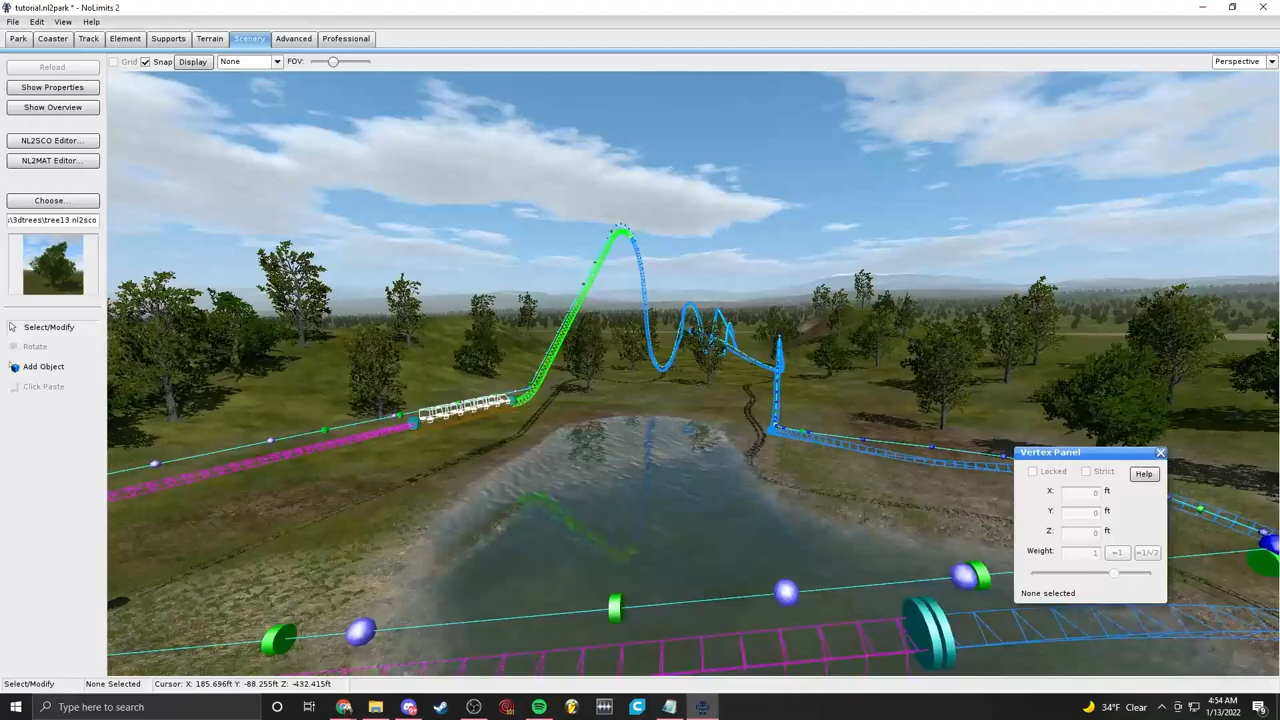 tutorial.nl2park * - NoLimits 2
File Edit View Help
Park Coaster Track Element Supports Terrain Scenery Advanced Professional
Reload
Grid Snap Display None FOV: Perspective
Show Properties
Show Overview
NL2SCO Editor...
NL2MAT Editor...
Choose...
:\3dtrees\tree13.nl2sco
Select/Modify
Rotate
Add Object
Click Paste
Vertex Panel
Locked Strict Help
X: 0 ft
Y: 0 ft
Z: 0 ft
Weight: 1 =1 =1/√2
None selected
Select/Modify None Selected Cursor: X: 185.696ft Y: -88.255ft Z: -432.415ft
Type here to search
34°F Clear
4:54 AM
1/13/2022